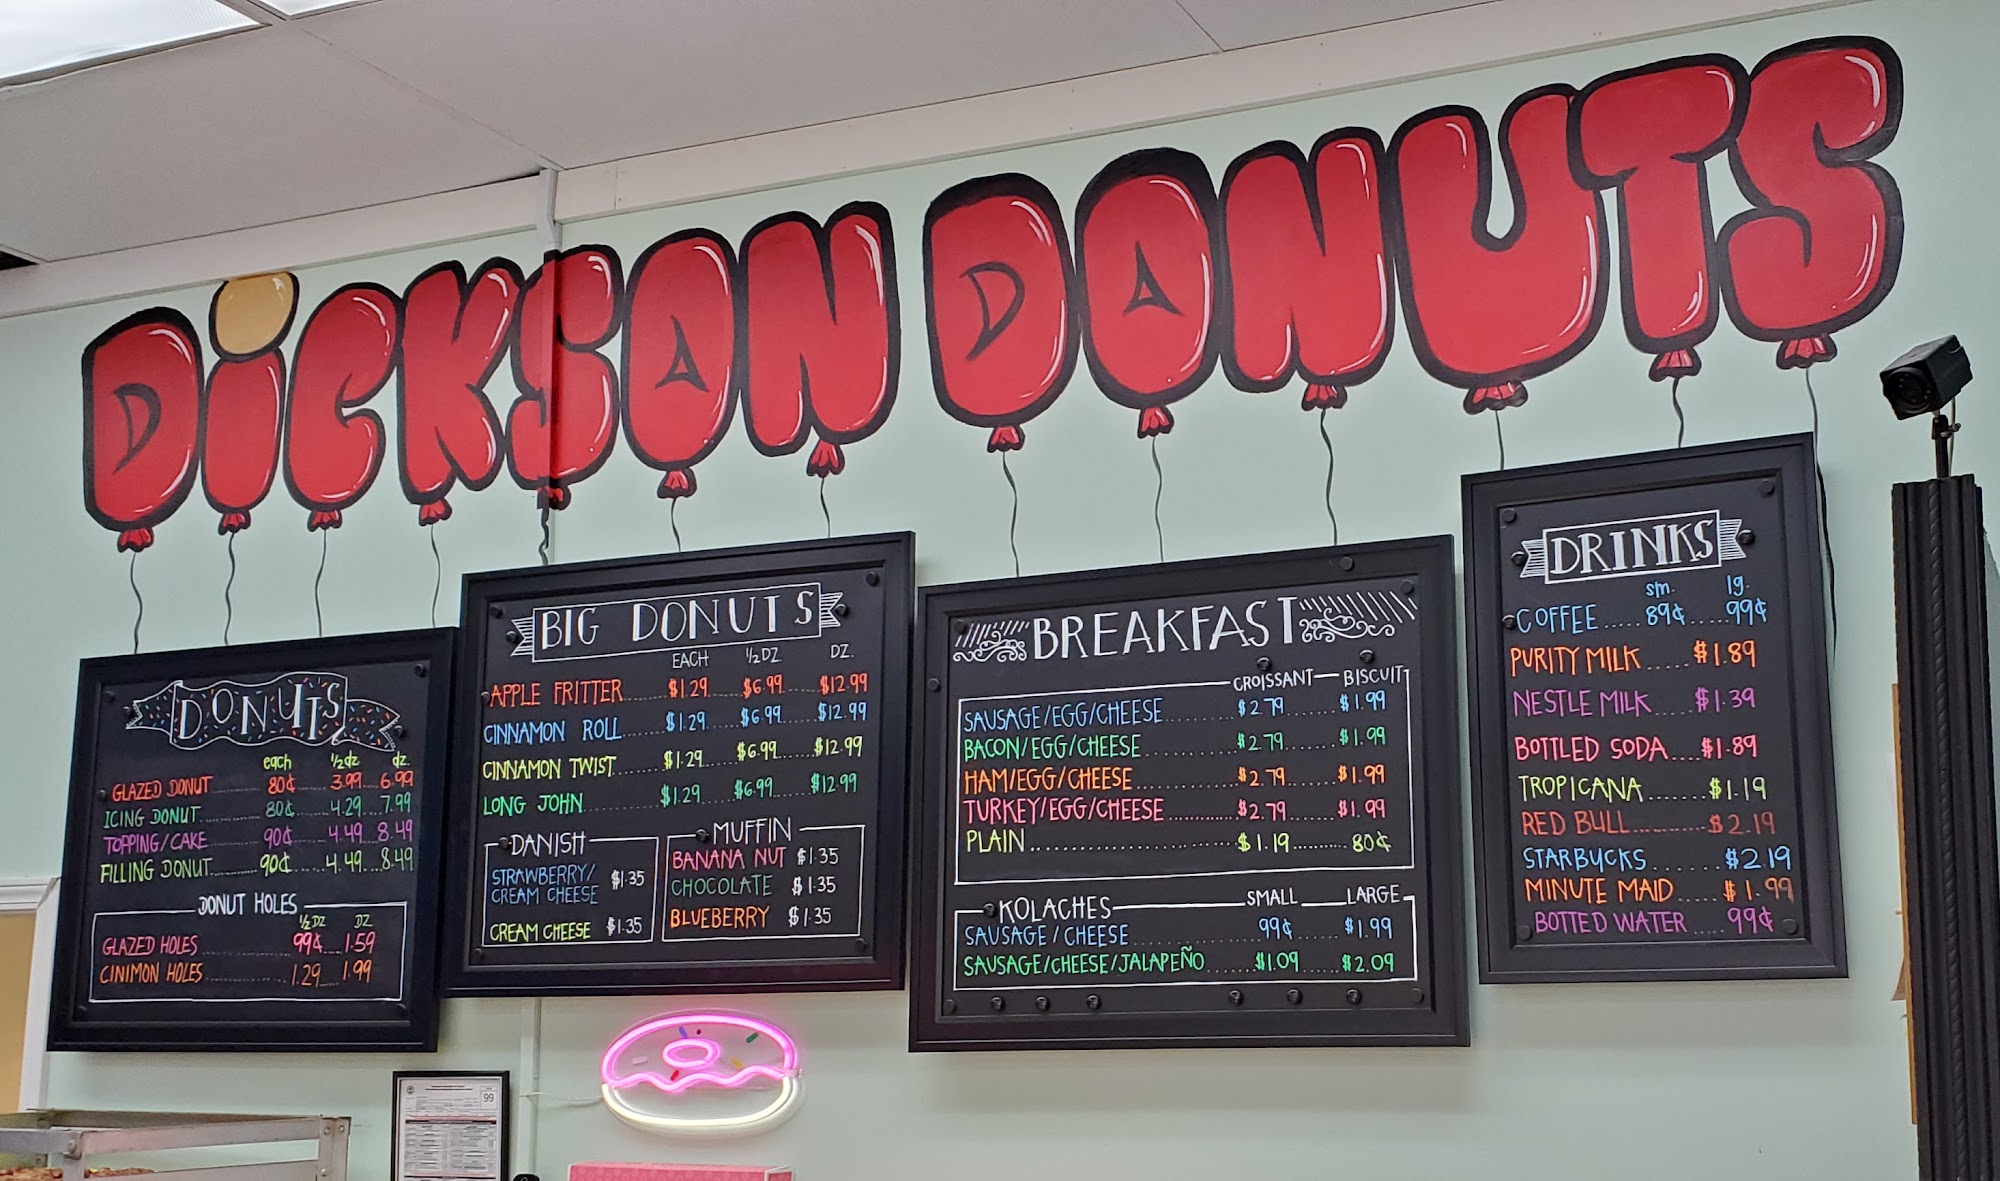 DiCKSON DONUTS
DONUTS
each 1/2dz dz.
GLAZED DONUT........80¢.....3.99...6.99
ICING DONUT.........80¢.....4.29..7.99
TOPPING/CAKE........90¢.....4.49..8.49
FILLING DONUT.......90¢.....4.49..8.49
DONUT HOLES
1/2 DZ DZ
GLAZED HOLES............99¢...1.59
CINIMON HOLES...........1.29...1.99
BIG DONUTS
EACH 1/2 DZ DZ.
APPLE FRITTER......$1.29.....$6.99.....$12.99
CINNAMON ROLL......$1.29.....$6.99.....$12.99
CINNAMON TWIST.....$1.29.....$6.99.....$12.99
LONG JOHN..........$1.29.....$6.99.....$12.99
DANISH
STRAWBERRY/
CREAM CHEESE $1.35
CREAM CHEESE $1.35
MUFFIN
BANANA NUT $1.35
CHOCOLATE $1.35
BLUEBERRY $1.35
BREAKFAST
CROISSANT BISCUIT
SAUSAGE/EGG/CHEESE..........$2.79.......$1.99
BACON/EGG/CHEESE............$2.79.......$1.99
HAM/EGG/CHEESE..............$2.79.......$1.99
TURKEY/EGG/CHEESE...........$2.79.......$1.99
PLAIN.......................$1.19.......80¢
KOLACHES SMALL LARGE
SAUSAGE/CHEESE..............99¢......$1.99
SAUSAGE/CHEESE/JALAPEÑO.....$1.09.....$2.09
DRINKS
sm. lg.
COFFEE.....89¢.....99¢
PURITY MILK.....$1.89
NESTLE MILK.....$1.39
BOTTLED SODA....$1.89
TROPICANA.......$1.19
RED BULL........$2.19
STARBUCKS.......$2.19
MINUTE MAID.....$1.99
BOTTED WATER.....99¢
99